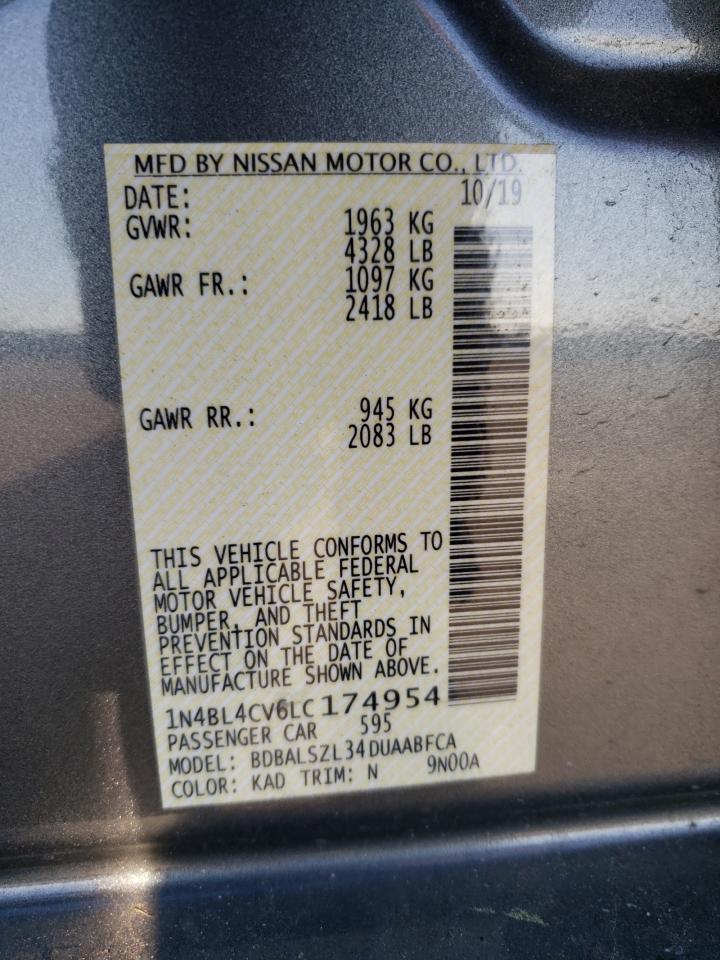 MFD BY NISSAN MOTOR CO., LTD.
DATE: 10/19
GVWR: 1963 KG
4328 LB
GAWR FR.: 1097 KG
2418 LB
GAWR RR.: 945 KG
2083 LB
THIS VEHICLE CONFORMS TO
ALL APPLICABLE FEDERAL
MOTOR VEHICLE SAFETY,
BUMPER, AND THEFT
PREVENTION STANDARDS IN
EFFECT ON THE DATE OF
MANUFACTURE SHOWN ABOVE.
1N4BL4CV6LC174954
PASSENGER CAR 595
MODEL: BDBALSZL34DUAABFCA
COLOR: KAD TRIM: N 9N00A